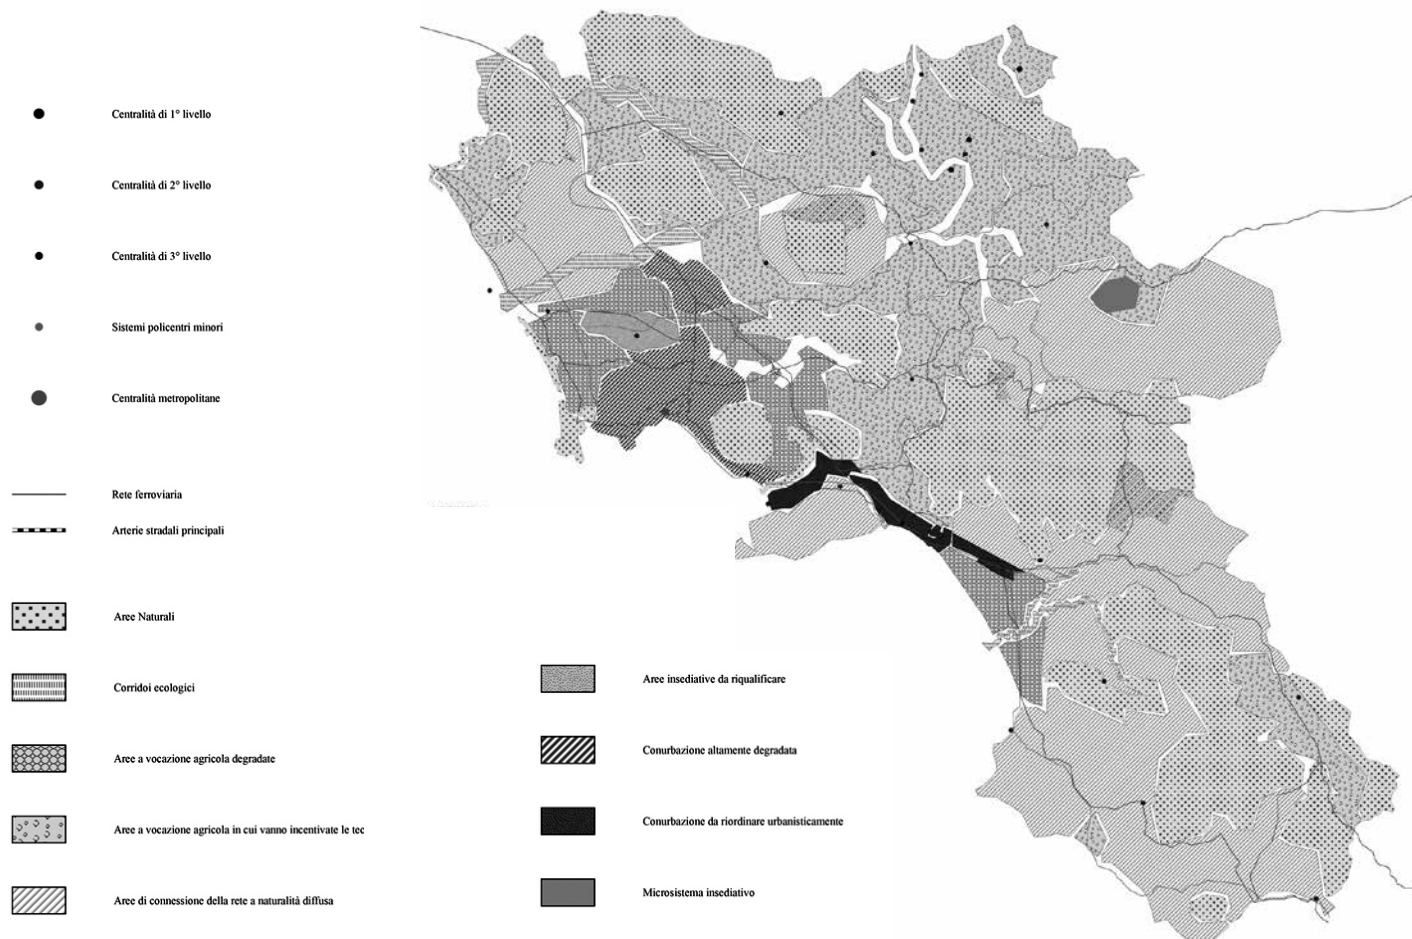 Centralità di 1° livello
Centralità di 2° livello
Centralità di 3° livello
Sistemi policentri minori
Centralità metropolitane
Rete ferroviaria
Arterie stradali principali
Aree Naturali
Corridoi ecologici
Aree a vocazione agricola degradate
Aree a vocazione agricola in cui vanno incentivate le tec
Aree di connessione della rete a naturalità diffusa
Aree insediative da riqualificare
Conurbazione altamente degradata
Conurbazione da riordinare urbanisticamente
Microsistema insediativo